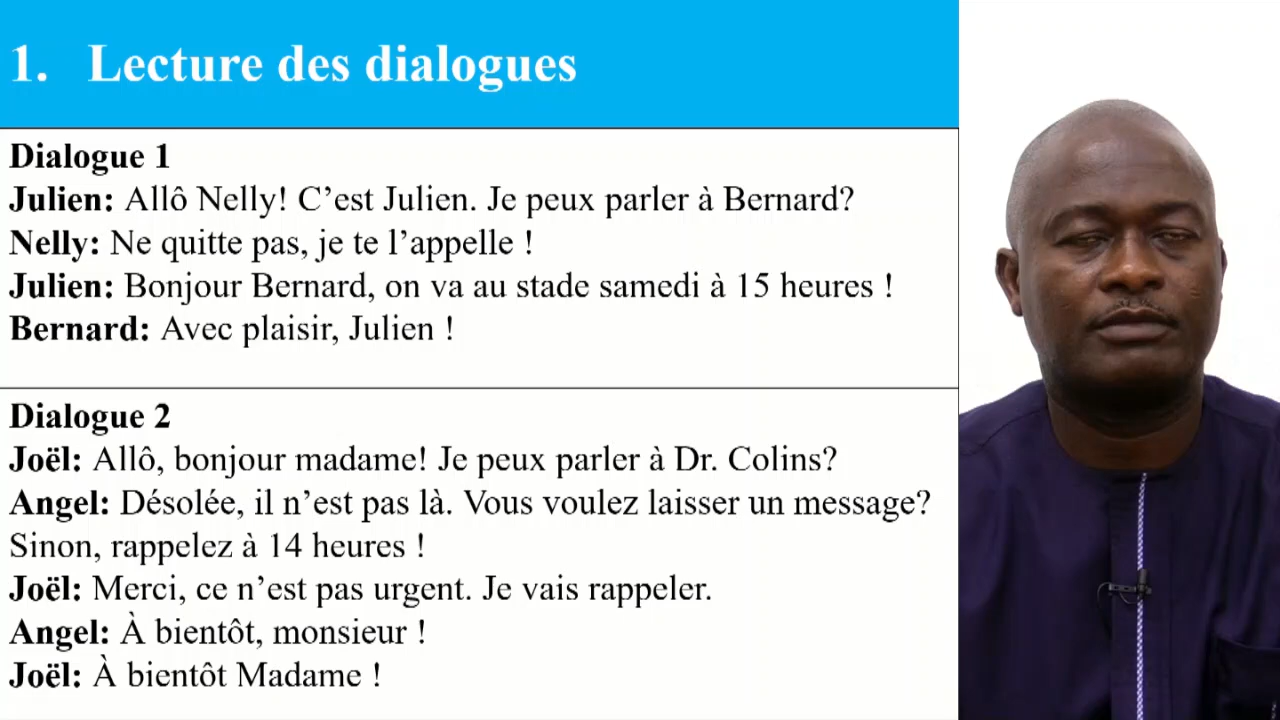 1. Lecture des dialogues
Dialogue 1
Julien: Allô Nelly! C’est Julien. Je peux parler à Bernard?
Nelly: Ne quitte pas, je te l’appelle !
Julien: Bonjour Bernard, on va au stade samedi à 15 heures !
Bernard: Avec plaisir, Julien !
Dialogue 2
Joël: Allô, bonjour madame! Je peux parler à Dr. Colins?
Angel: Désolée, il n’est pas là. Vous voulez laisser un message?
Sinon, rappelez à 14 heures !
Joël: Merci, ce n’est pas urgent. Je vais rappeler.
Angel: À bientôt, monsieur !
Joël: À bientôt Madame !